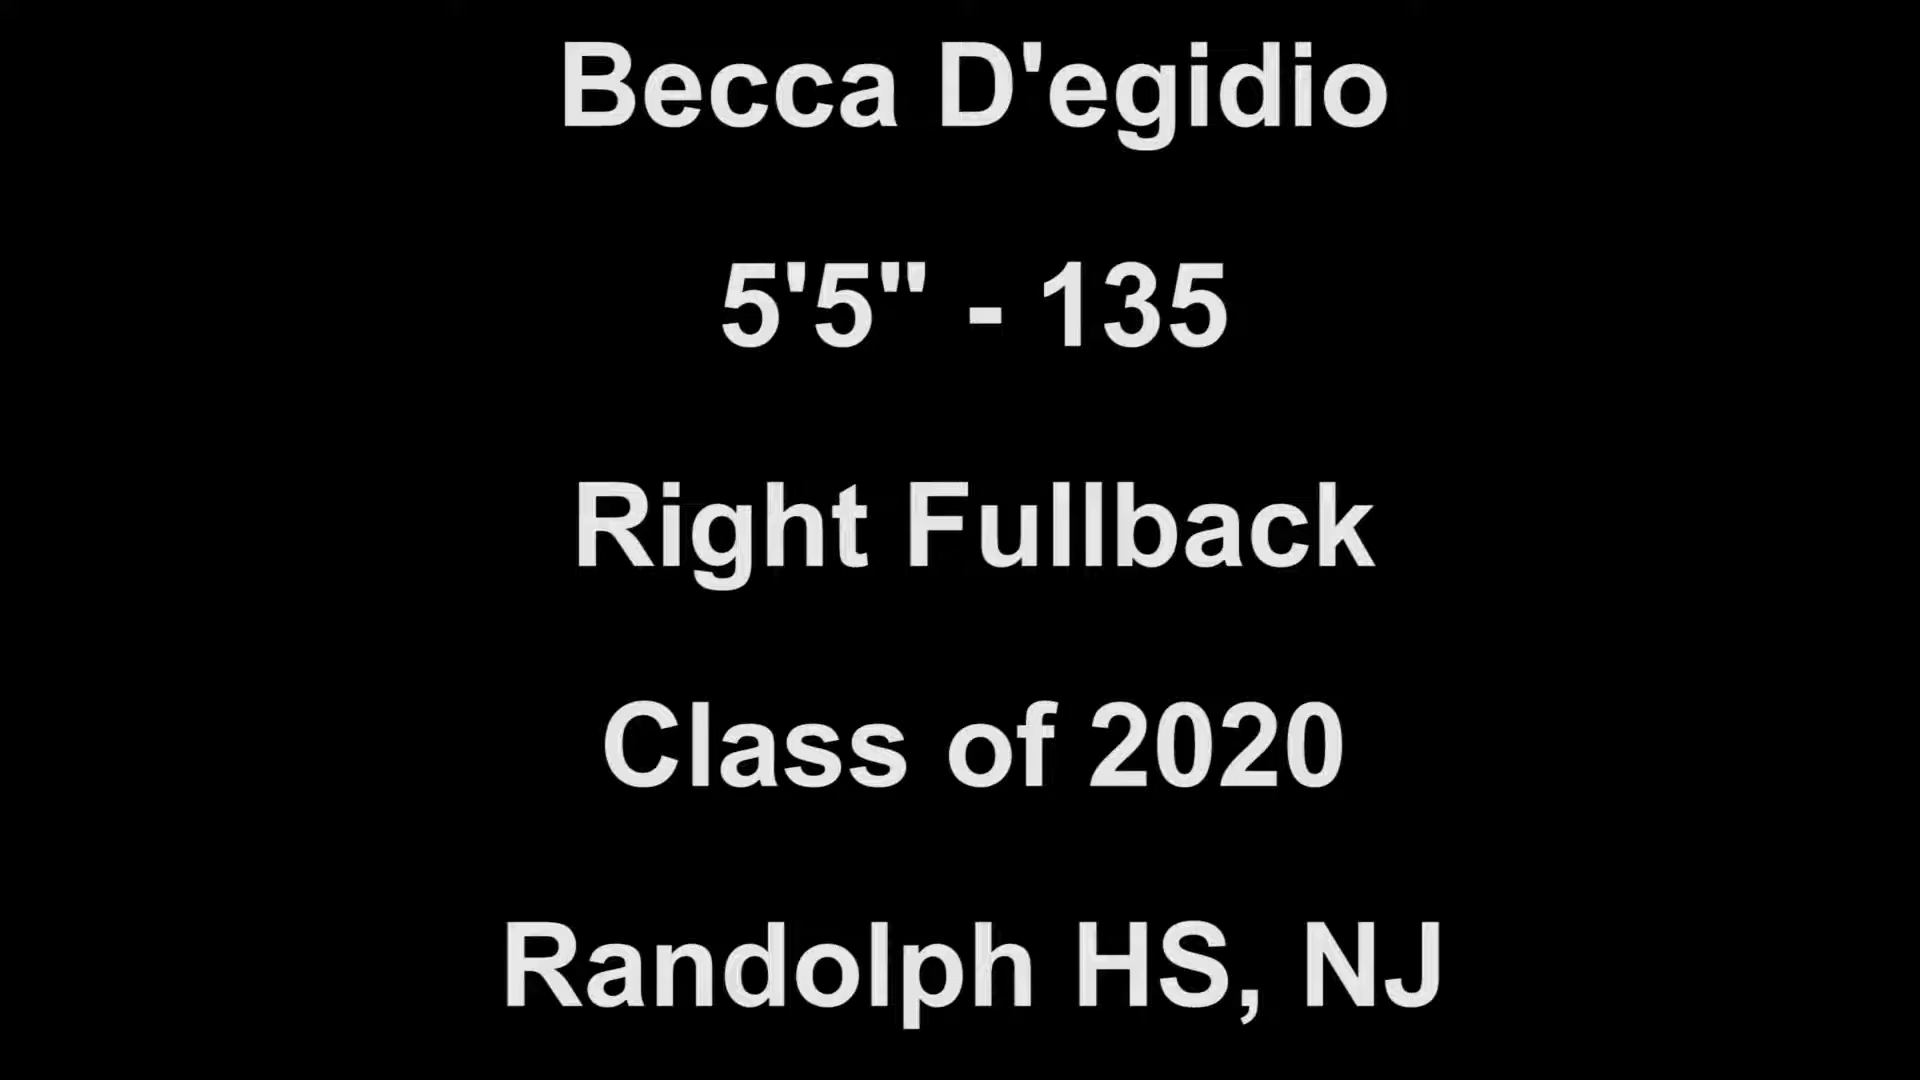 Becca D'egidio
5'5" - 135
Right Fullback
Class of 2020
Randolph HS, NJ